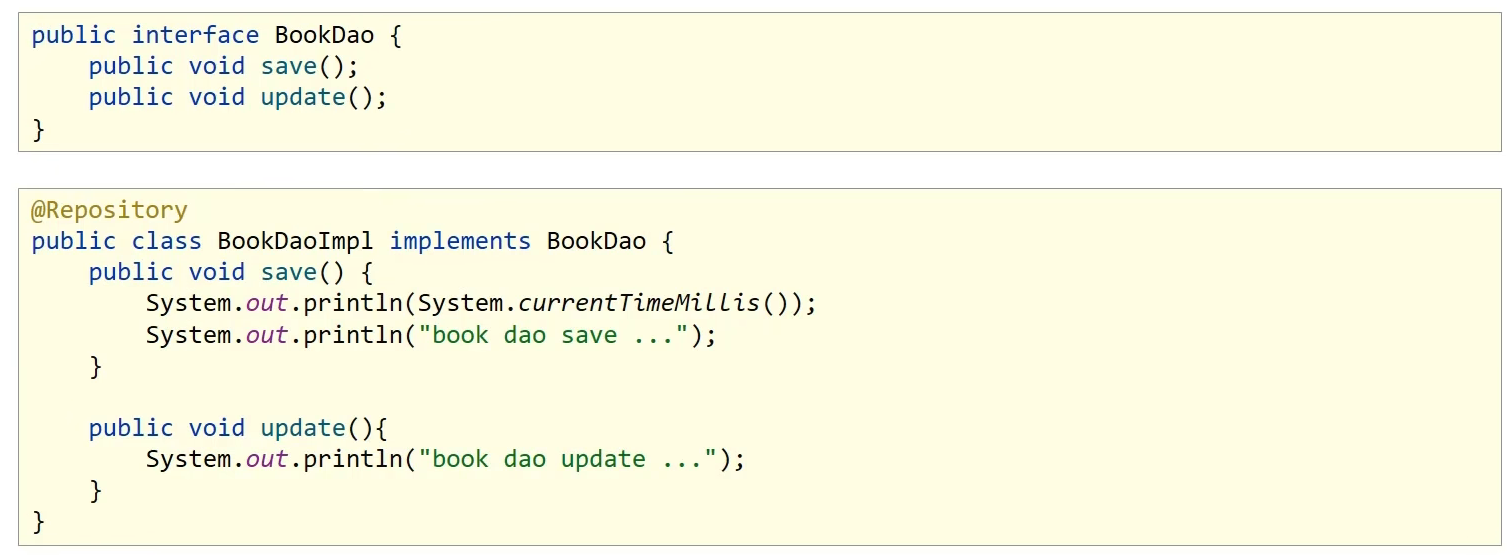 public interface BookDao {
    public void save();
    public void update();
}
@Repository
public class BookDaoImpl implements BookDao {
    public void save() {
        System.out.println(System.currentTimeMillis());
        System.out.println("book dao save ...");
    }
    public void update(){
        System.out.println("book dao update ...");
    }
}